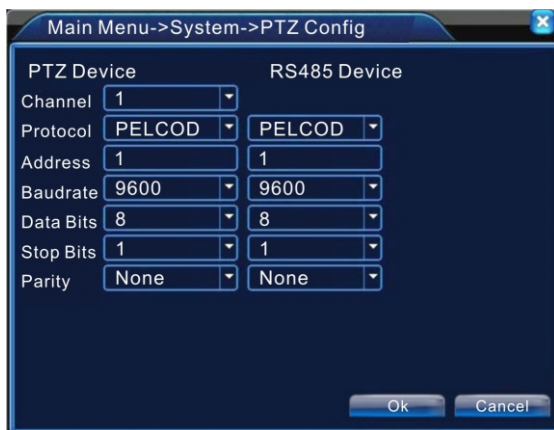 Main Menu->System->PTZ Config
PTZ Device RS485 Device
Channel 1
Protocol PELCOD PELCOD
Address 1 1
Baudrate 9600 9600
Data Bits 8 8
Stop Bits 1 1
Parity None None
Ok Cancel